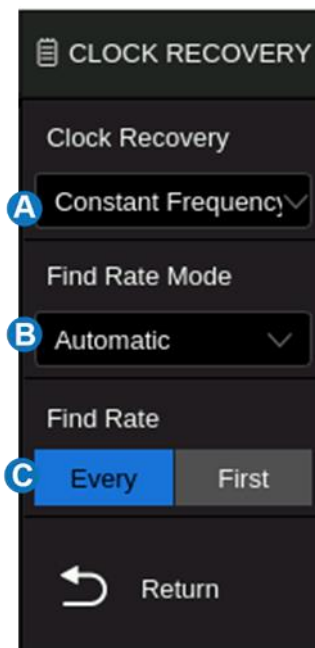 CLOCK RECOVERY
Clock Recovery
A Constant Frequency
Find Rate Mode
B Automatic
Find Rate
C Every First
Return